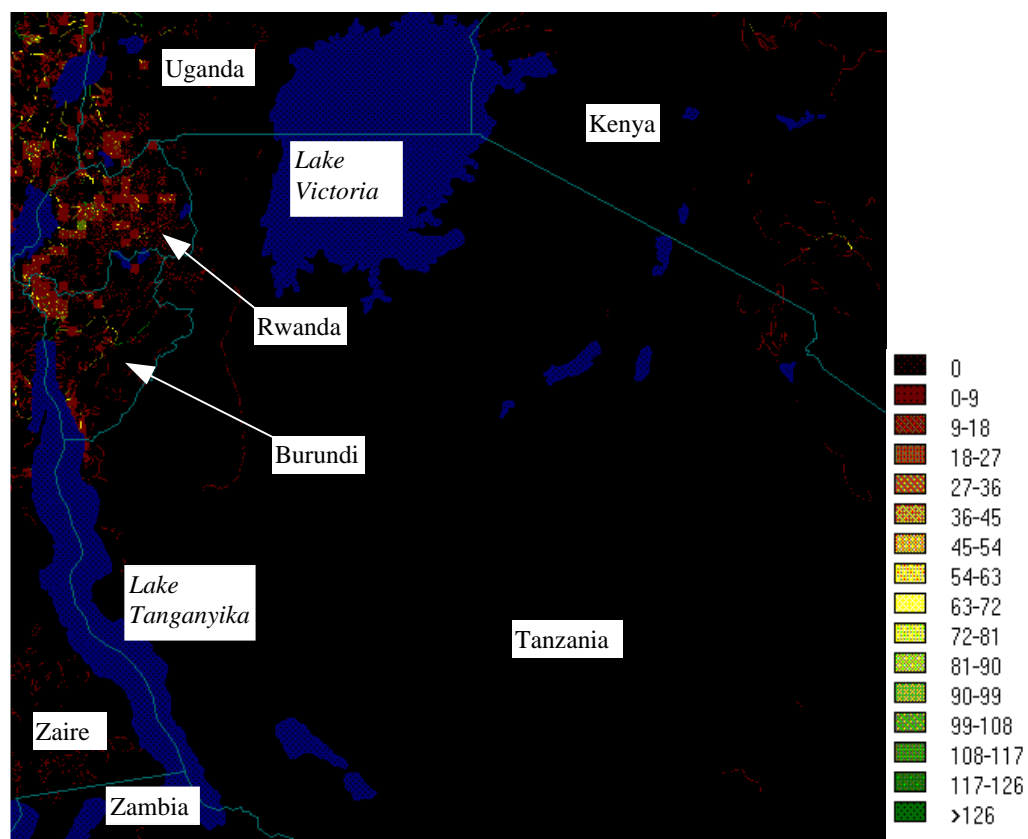 Uganda
Kenya
Lake
Victoria
Rwanda
Burundi
Lake
Tanganyika
Tanzania
Zaire
Zambia
0
0-9
9-18
18-27
27-36
36-45
45-54
54-63
63-72
72-81
81-90
90-99
99-108
108-117
117-126
>126